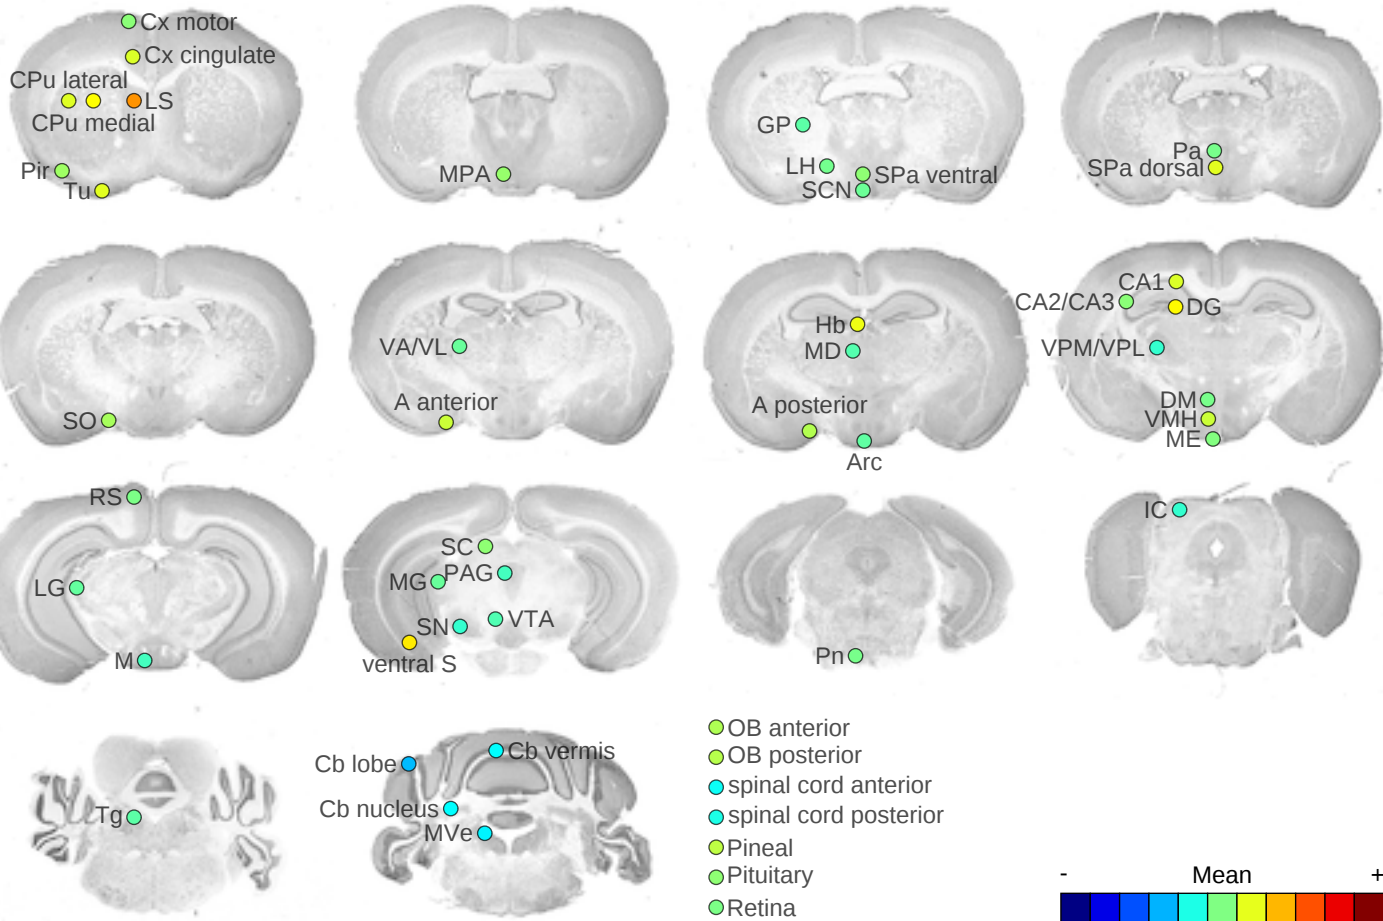 Cx motor
Cx cingulate
CPu lateral
LS
CPu medial
Pir
Tu
MPA
GP
LH
SPa ventral
SCN
Pa
SPa dorsal
SO
VA/VL
A anterior
Hb
MD
A posterior
Arc
CA1
CA2/CA3
DG
VPM/VPL
DM
VMH
ME
RS
LG
M
SC
PAG
MG
VTA
SN
ventral S
Pn
IC
Tg
Cb vermis
Cb lobe
Cb nucleus
MVe
OB anterior
OB posterior
spinal cord anterior
spinal cord posterior
Pineal
Pituitary
Retina
- Mean +